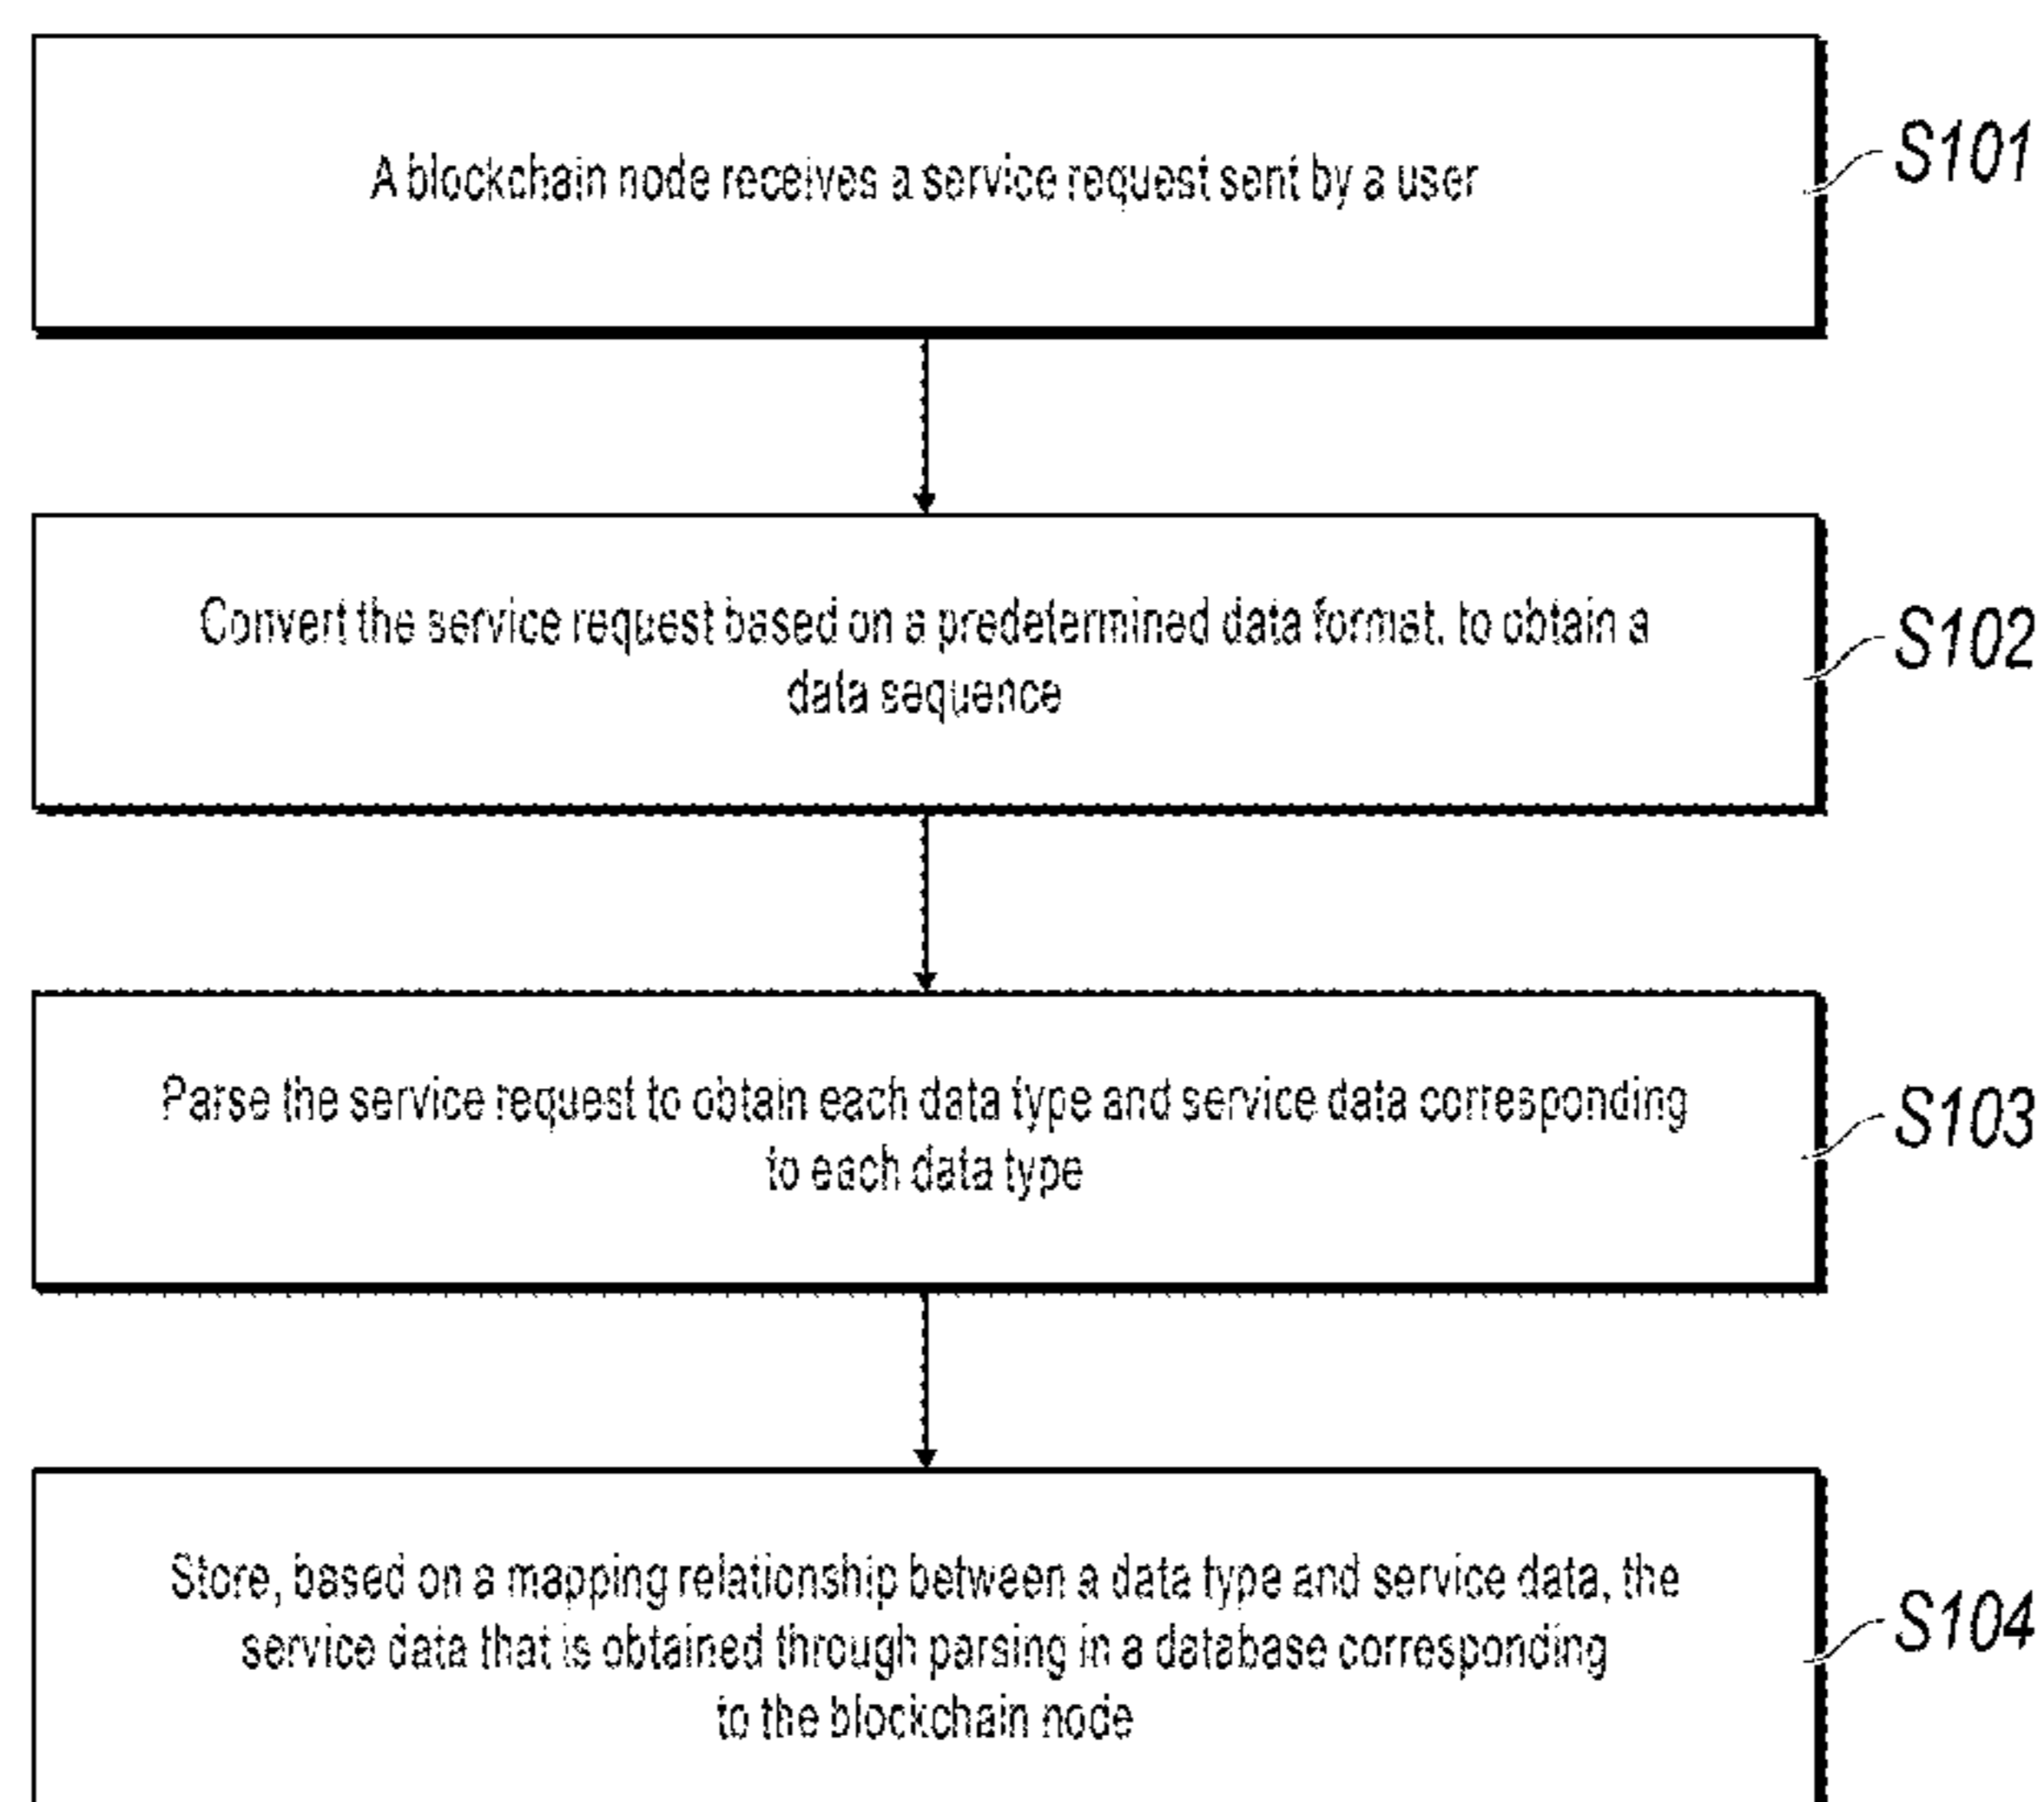 A blockchain node receives a service request sent by a user
S101
Convert the service request based on a predetermined data format, to obtain a
data sequence
S102
Parse the service request to obtain each data type and service data corresponding
to each data type
S103
Store, based on a mapping relationship between a data type and service data, the
service data that is obtained through parsing in a database corresponding
to the blockchain node
S104